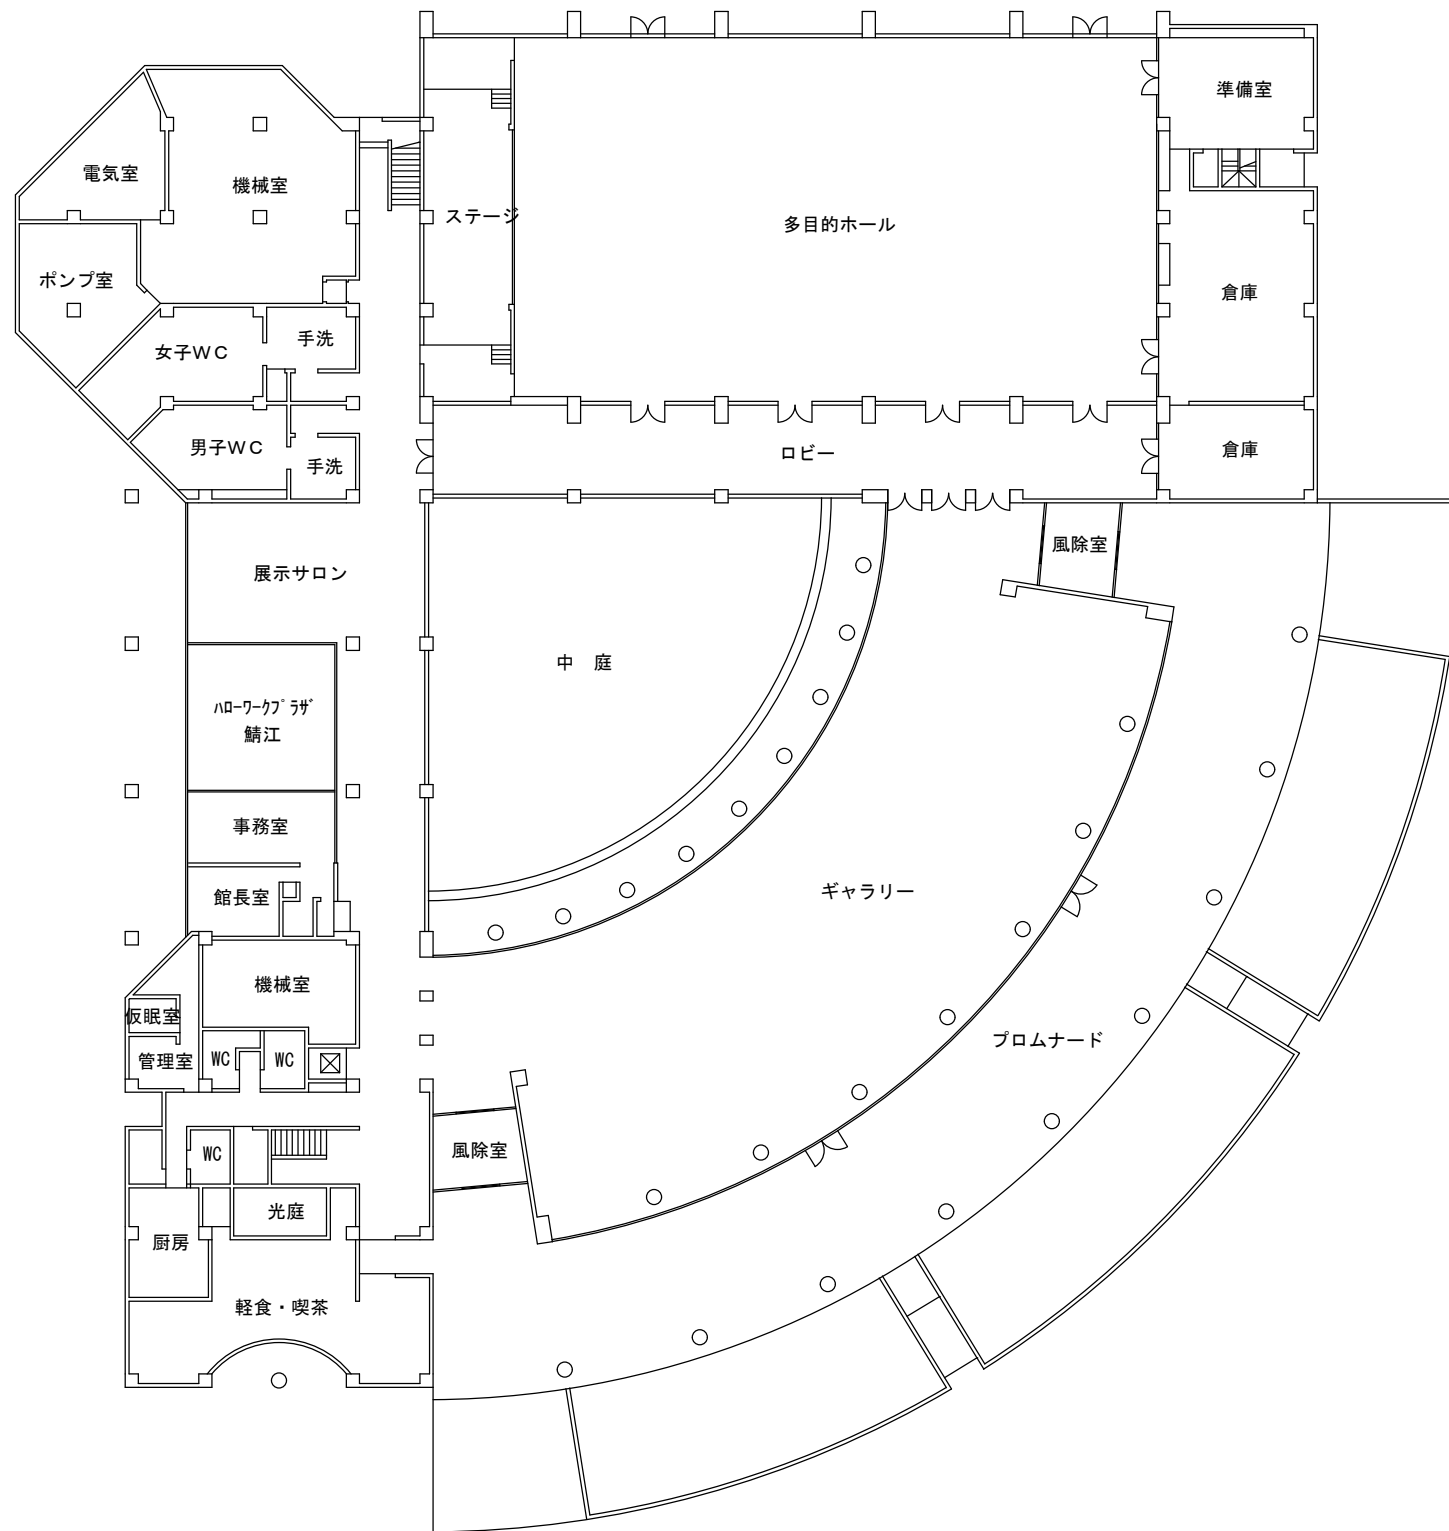 準備室
電気室
機械室
ステージ
多目的ホール
ポンプ室
倉庫
手洗
女子WC
男子WC
手洗
ロビー
倉庫
風除室
展示サロン
中　庭
ﾊﾛｰﾜｰｸﾌﾟﾗｻﾞ
鯖江
事務室
館長室
ギャラリー
機械室
仮眠室
管理室
WC
WC
プロムナード
WC
風除室
光庭
厨房
軽食・喫茶